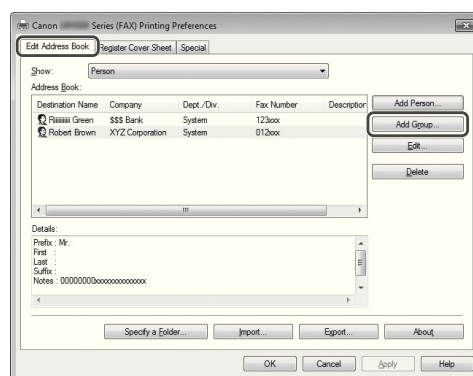 Canon Series (FAX) Printing Preferences
Edit Address Book Register Cover Sheet Special
Show: Person
Address Book:
Destination Name Company Dept./Div. Fax Number Description
Green $$$ Bank System 123xxx
Robert Brown XYZ Corporation System 012xxx
Add Person...
Add Group...
Edit...
Delete
Details:
Prefix : Mr.
First :
Last :
Suffix :
Notes :
Specify a Folder... Import... Export... About
OK Cancel Apply Help